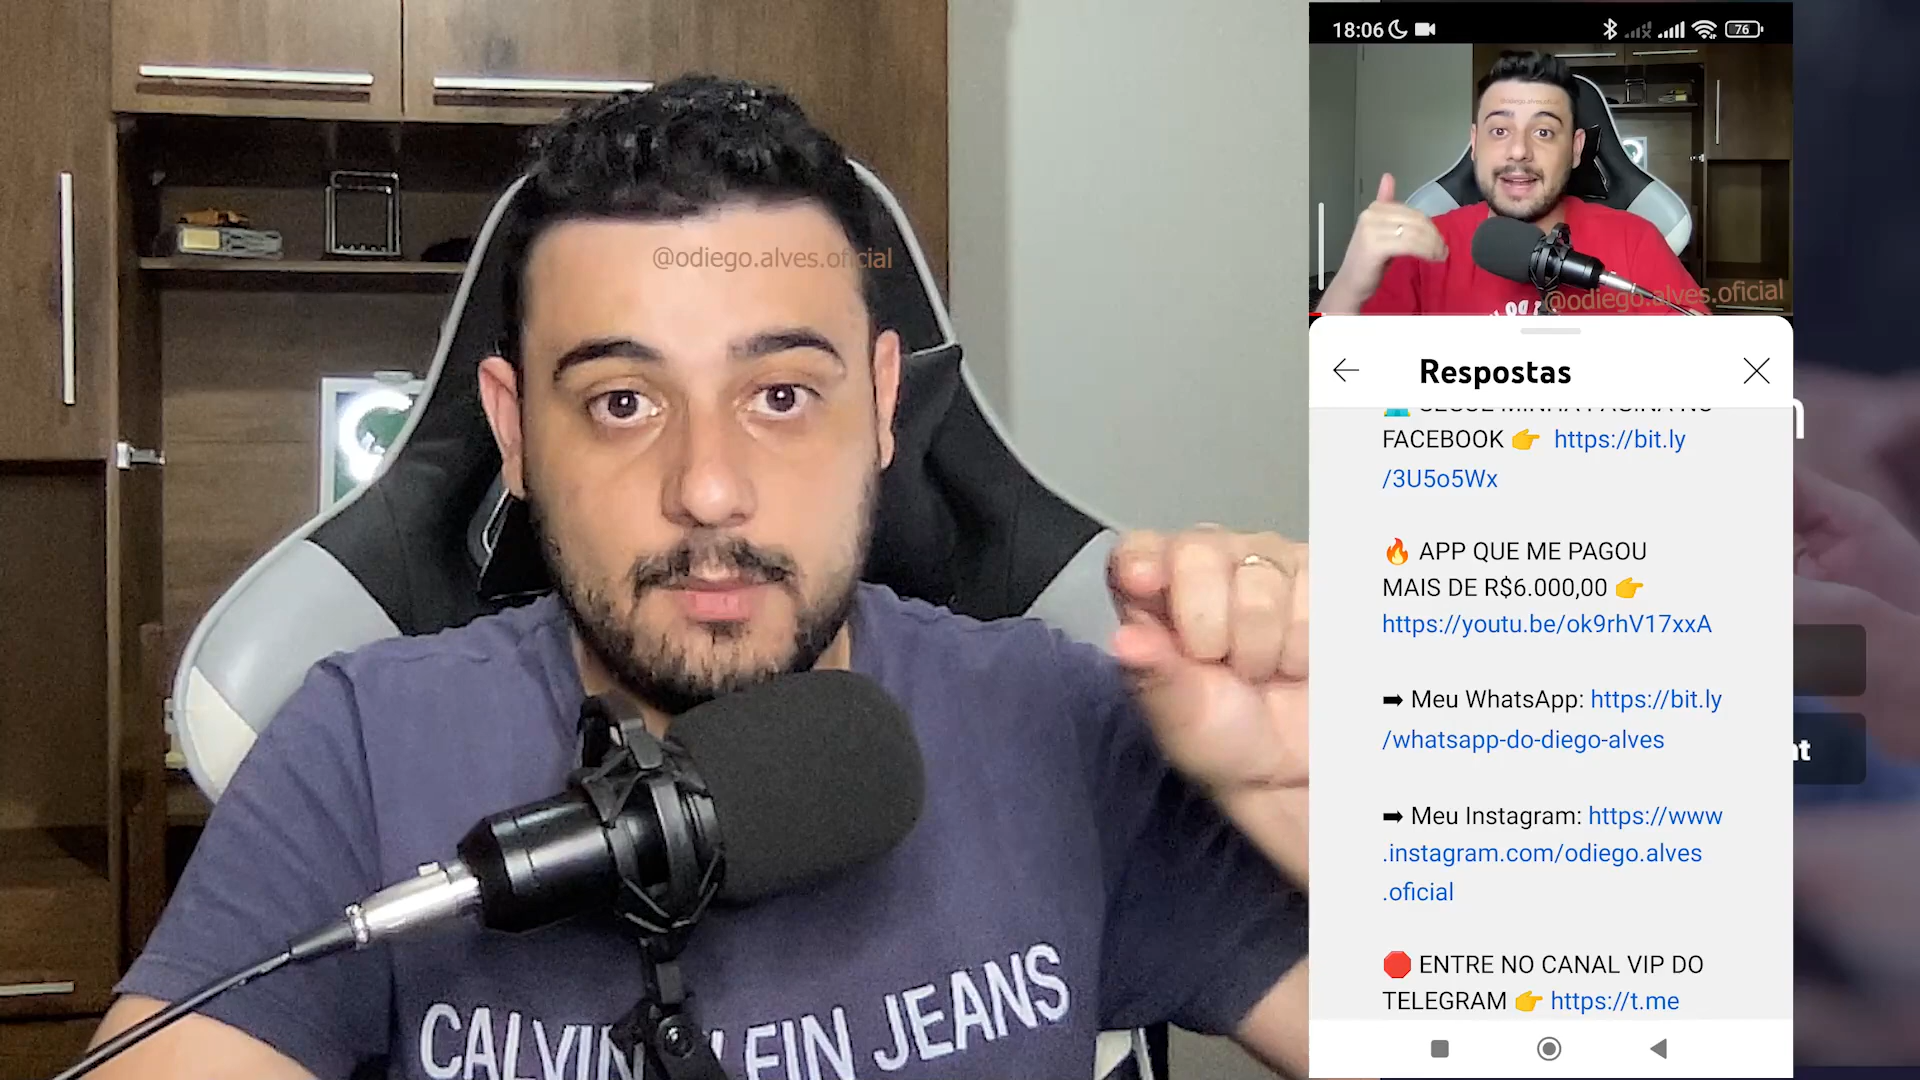 @odiego.alves.oficial
CALVIN KLEIN JEANS
18:06
76
@odiego.alves.oficial
Respostas
FACEBOOK 👉 https://bit.ly
/3U5o5Wx
🔥 APP QUE ME PAGOU
MAIS DE R$6.000,00 👉
https://youtu.be/ok9rhV17xxA
➡ Meu WhatsApp: https://bit.ly
/whatsapp-do-diego-alves
➡ Meu Instagram: https://www
.instagram.com/odiego.alves
.oficial
🛑 ENTRE NO CANAL VIP DO
TELEGRAM 👉 https://t.me